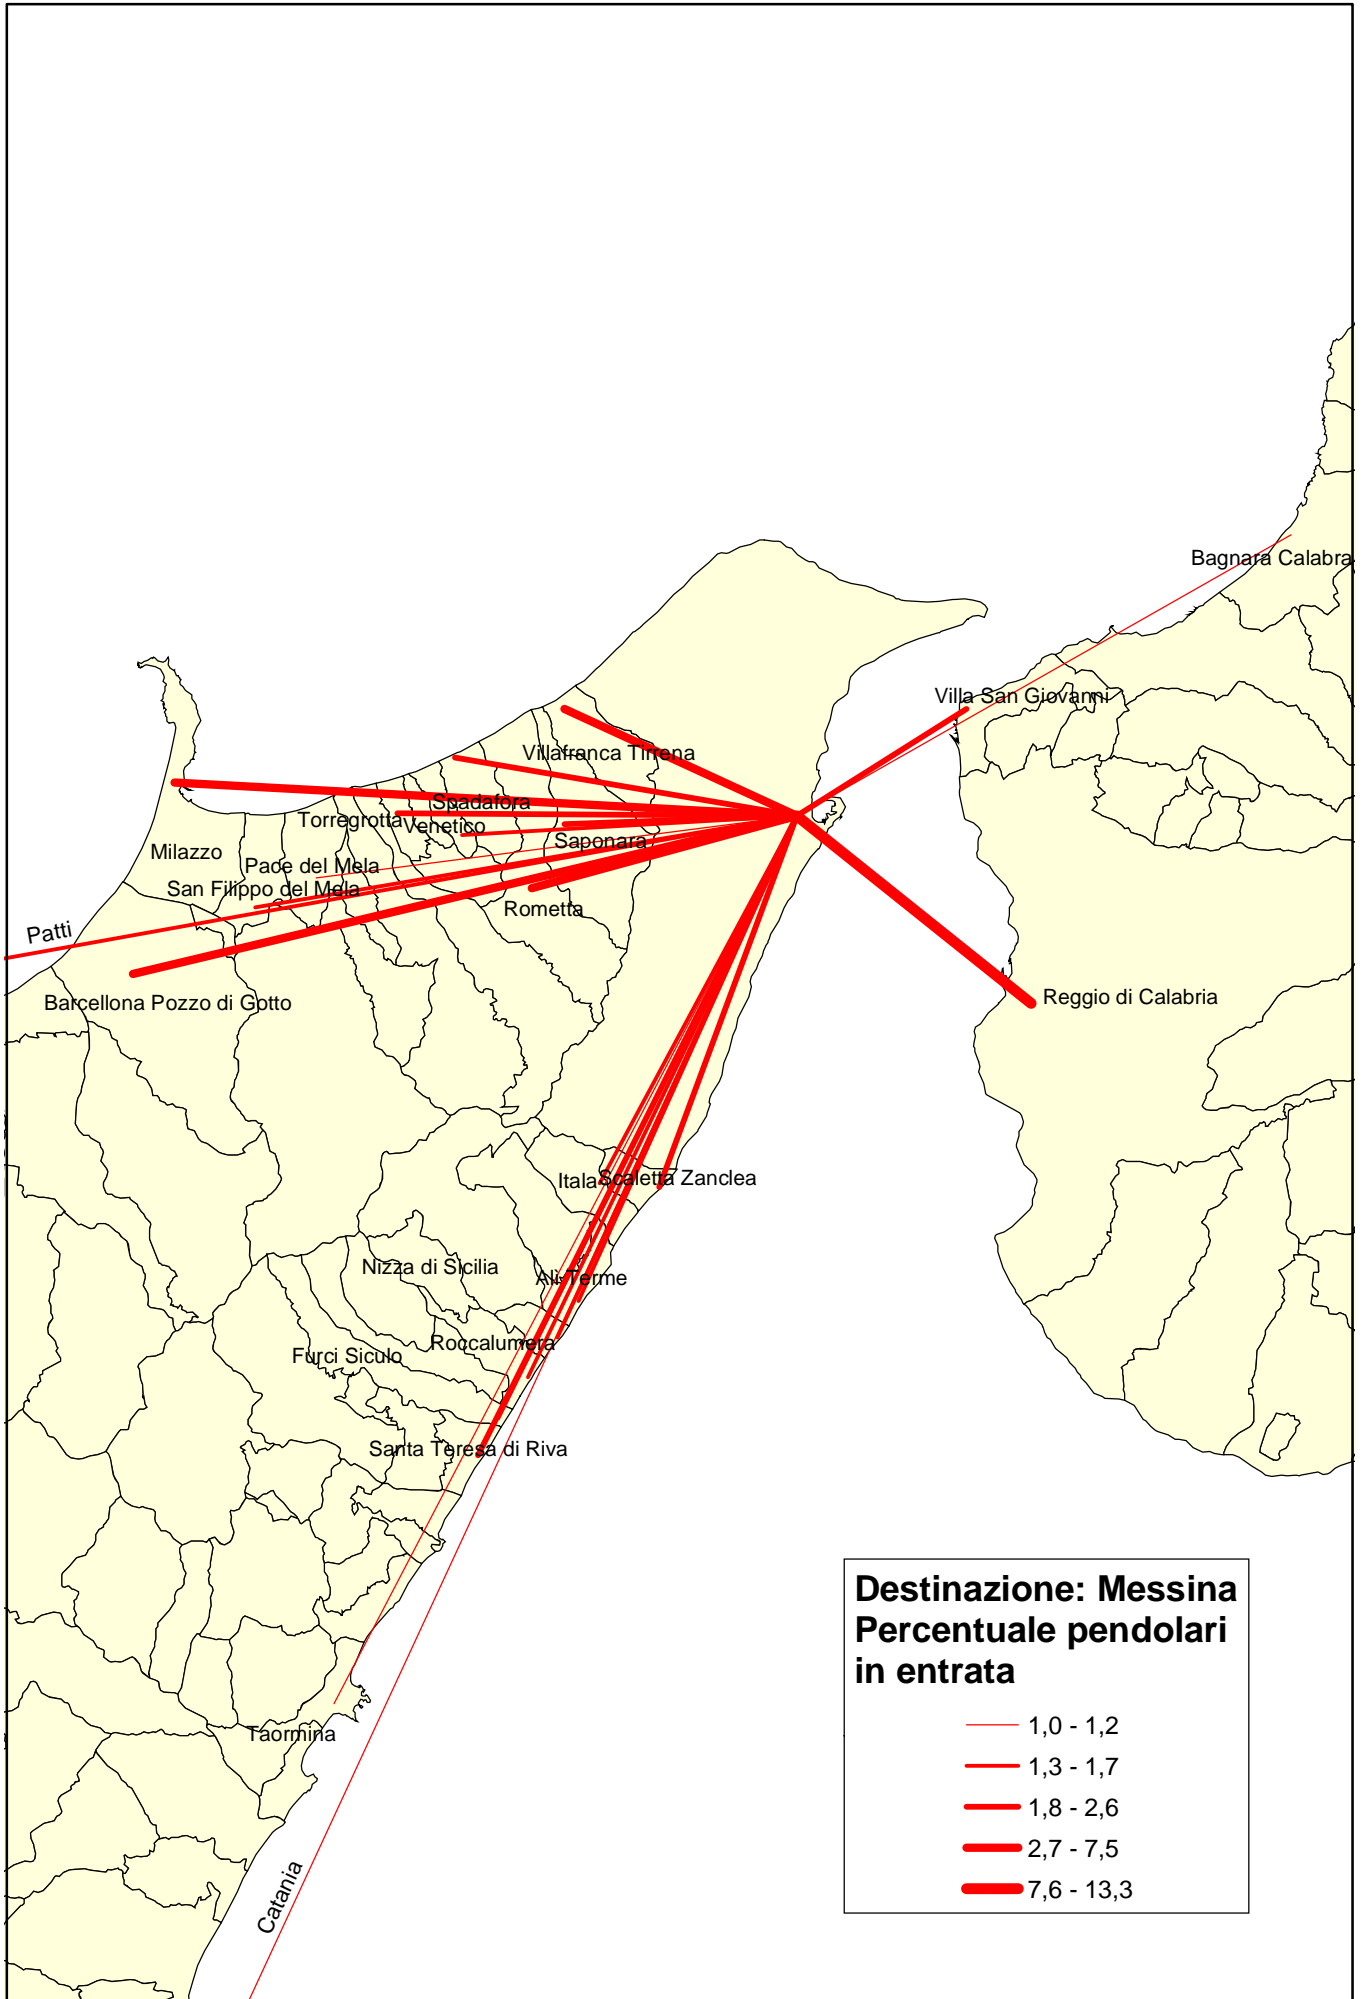 Bagnara Calabra
Villa San Giovanni
Villafranca Tirrena
Spadafora
Torregrotta
Venetico
Saponara
Milazzo
Pace del Mela
San Filippo del Mela
Rometta
Patti
Barcellona Pozzo di Gotto
Reggio di Calabria
Itala
Scaletta Zanclea
Nizza di Sicilia
Alì Terme
Roccalumera
Furci Siculo
Santa Teresa di Riva
Taormina
Catania
Destinazione: Messina
Percentuale pendolari
in entrata
1,0 - 1,2
1,3 - 1,7
1,8 - 2,6
2,7 - 7,5
7,6 - 13,3